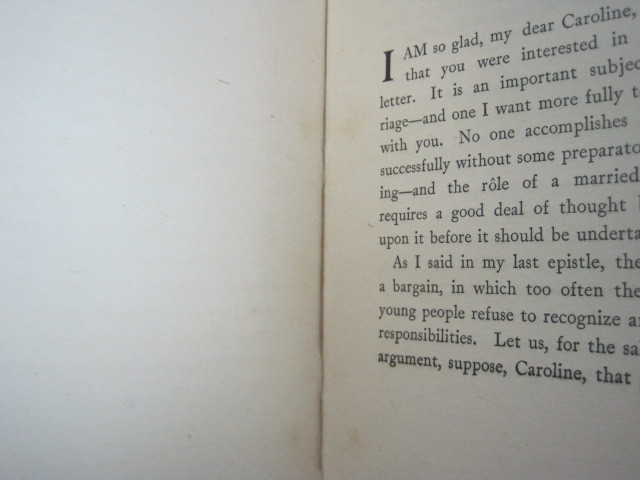 I AM so glad, my dear Caroline,
that you were interested in
letter. It is an important subjec
riage—and one I want more fully t
with you. No one accomplishes
successfully without some preparato
ing—and the rôle of a married
requires a good deal of thought
upon it before it should be underta
As I said in my last epistle, the
a bargain, in which too often the
young people refuse to recognize a
responsibilities. Let us, for the sa
argument, suppose, Caroline, that